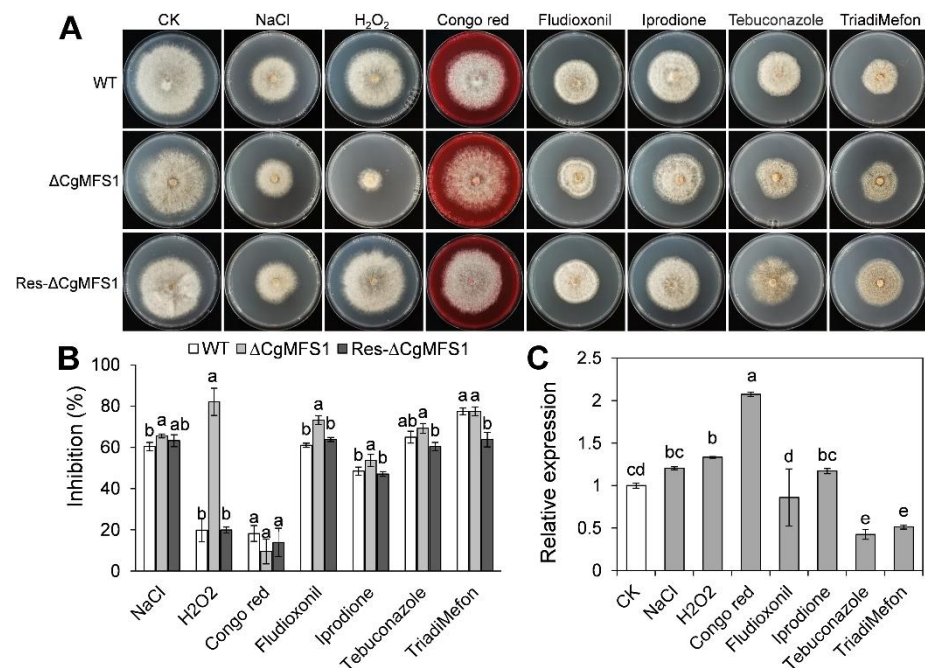 A
CK NaCl H₂O₂ Congo red Fludioxonil Iprodione Tebuconazole TriadiMefon
WT
ΔCgMFS1
Res-ΔCgMFS1
B
WT ΔCgMFS1 Res-ΔCgMFS1
Inhibition (%)
100
80
60
40
20
0
b a ab
b a b
a a a
b a b
b a b
ab a b
a a b
NaCl
H2O2
Congo red
Fludioxonil
Iprodione
Tebuconazole
TriadiMefon
C
Relative expression
2.5
2
1.5
1
0.5
0
cd bc b a d bc e e
CK
NaCl
H2O2
Congo red
Fludioxonil
Iprodione
Tebuconazole
TriadiMefon